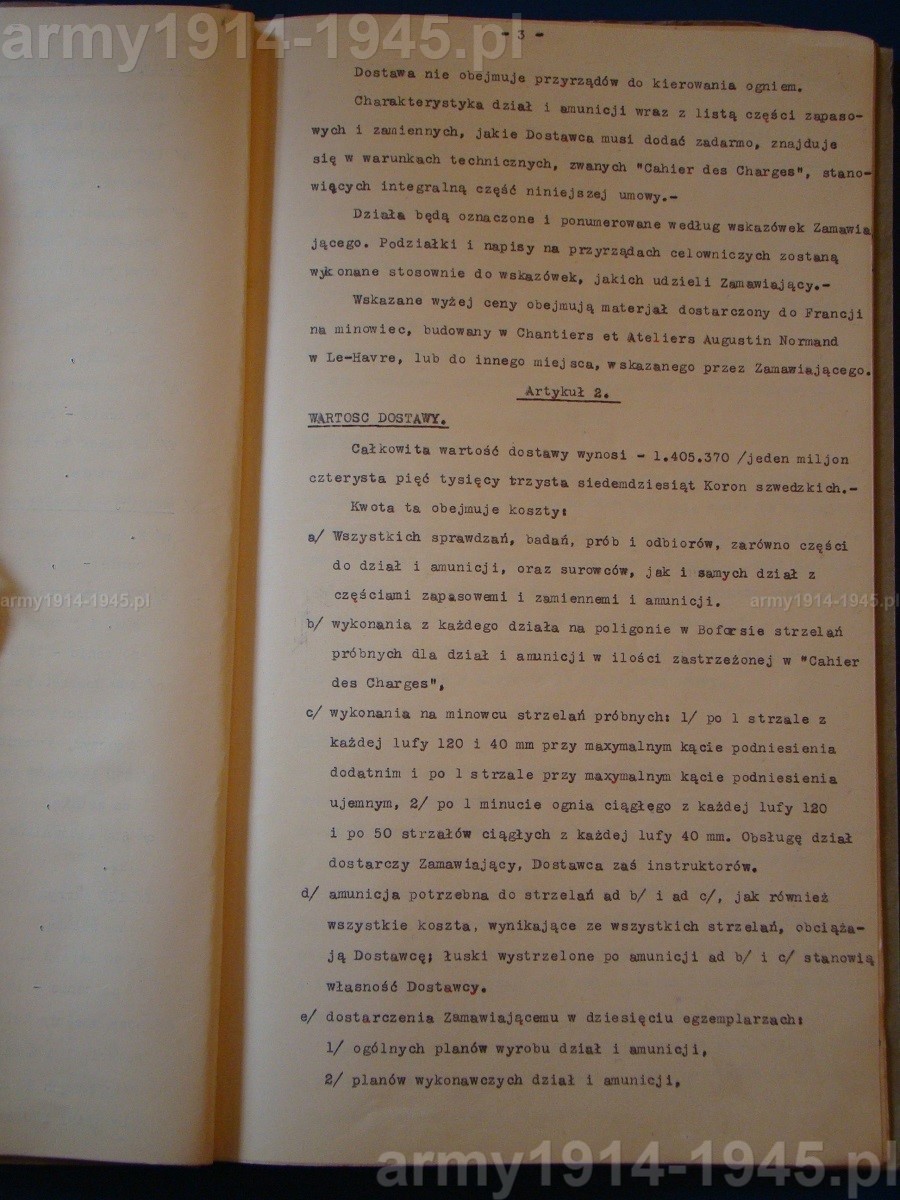 army1914-1945.pl
- 3 -
Dostawa nie obejmuje przyrządów do kierowania ogniem.
Charakterystyka dział i amunicji wraz z listą części zapaso-
wych i zamiennych, jakie Dostawca musi dodać zadarmo, znajduje
się w warunkach technicznych, zwanych "Cahier des Charges", stano-
wiących integralną część niniejszej umowy.-
Działa będą oznaczone i ponumerowane według wskazówek Zamawia
jącego. Podziałki i napisy na przyrządach celowniczych zostaną
wykonane stosownie do wskazówek, jakich udzieli Zamawiający.-
Wskazane wyżej ceny obejmują materjał dostarczony do Francji
na minowiec, budowany w Chantiers et Ateliers Augustin Normand
w Le-Havre, lub do innego miejsca, wskazanego przez Zamawiającego.
Artykuł 2.
WARTOSC DOSTAWY.
Całkowita wartość dostawy wynosi - 1.405.370 /jeden miljon
czterysta pięć tysięcy trzysta siedemdziesiąt Koron szwedzkich.-
Kwota ta obejmuje koszty:
a/ Wszystkich sprawdzań, badań, prób i odbiorów, zarówno części
do dział i amunicji, oraz surowców, jak i samych dział z
częściami zapasowemi i zamiennemi i amunicji.
army1914-1945.pl
army1914-1945.pl
b/ wykonania z każdego działa na poligonie w Boforsie strzelań
próbnych dla dział i amunicji w ilości zastrzeżonej w "Cahier
des Charges",
c/ wykonania na minowcu strzelań próbnych: 1/ po 1 strzale z
każdej lufy 120 i 40 mm przy maxymalnym kącie podniesienia
dodatnim i po 1 strzale przy maxymalnym kącie podniesienia
ujemnym, 2/ po 1 minucie ognia ciągłego z każdej lufy 120
i po 50 strzałów ciągłych z każdej lufy 40 mm. Obsługę dział
dostarczy Zamawiający, Dostawca zaś instruktorów.
d/ amunicja potrzebna do strzelań ad b/ i ad c/, jak również
wszystkie koszta, wynikające ze wszystkich strzelań, obciąża-
ją Dostawcę; łuski wystrzelone po amunicji ad b/ i c/ stanowią
własność Dostawcy.
e/ dostarczenia Zamawiającemu w dziesięciu egzemplarzach:
1/ ogólnych planów wyrobu dział i amunicji,
2/ planów wykonawczych dział i amunicji,
army1914-1945.pl